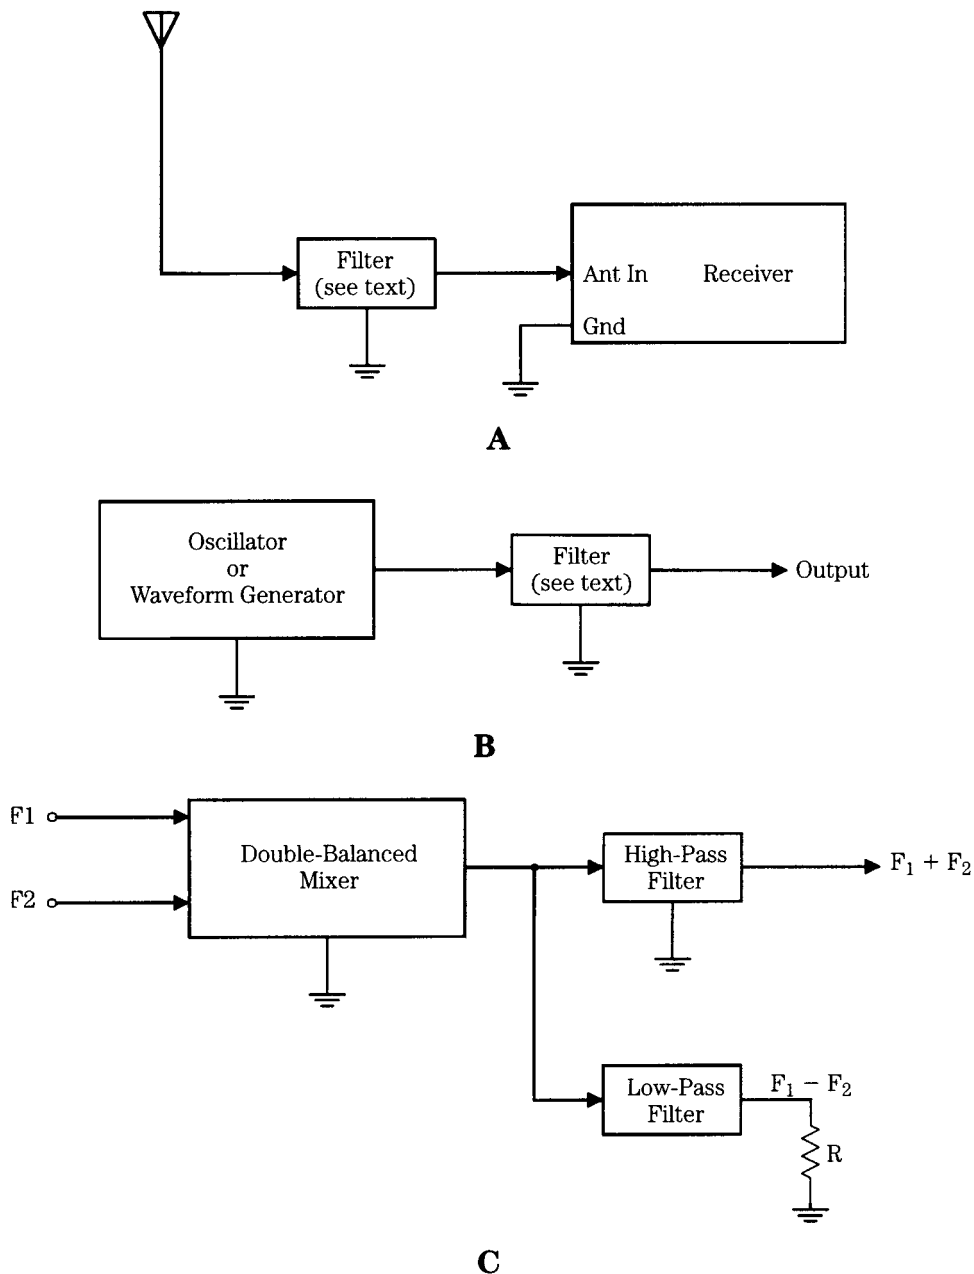 Filter
(see text)
Ant In
Receiver
Gnd
A
Oscillator
or
Waveform Generator
Filter
(see text)
Output
B
F1
F2
Double-Balanced
Mixer
High-Pass
Filter
F₁ + F₂
Low-Pass
Filter
F₁ − F₂
R
C